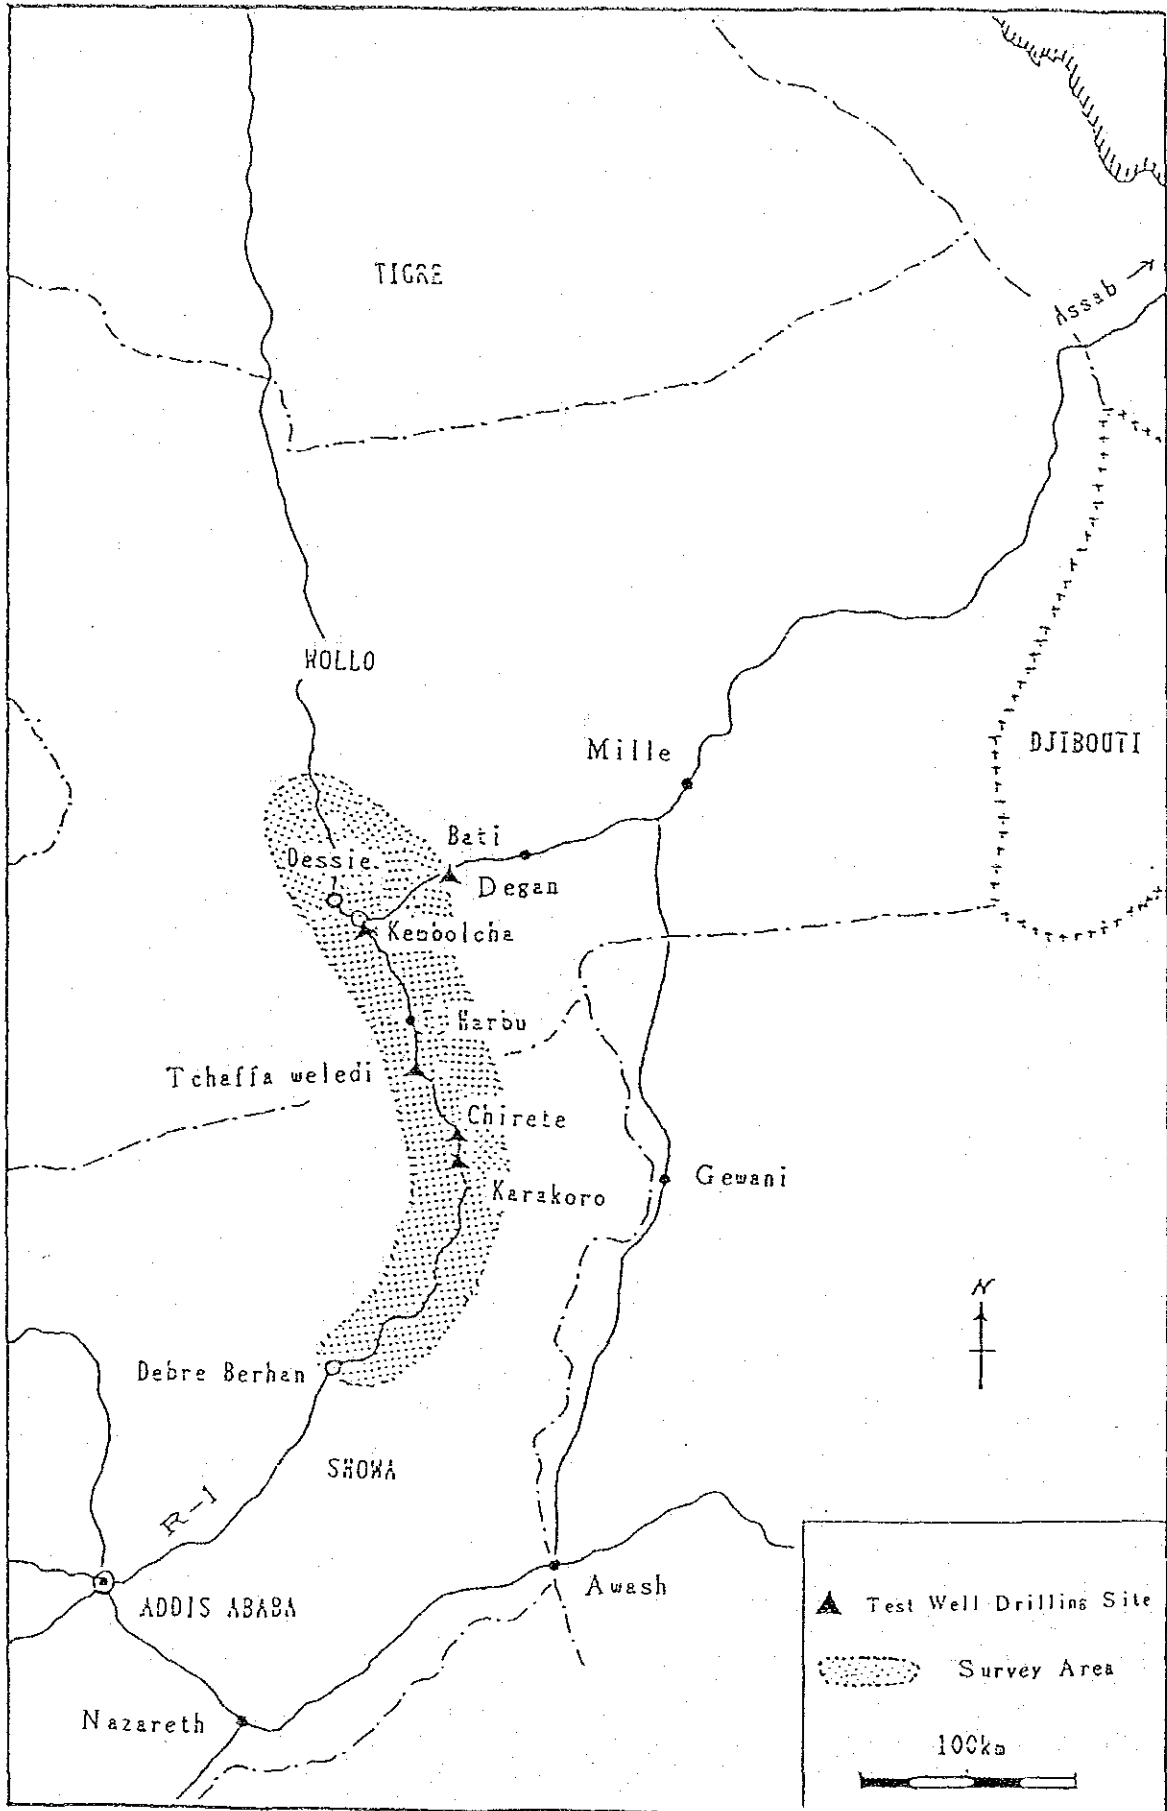 TIGRE
Assab
WOLLO
DJIBOUTI
Mille
Bati
Dessie
Degan
Kembolcha
Harbu
Tchaffa weledi
Chirete
Karakoro
Gewani
N
Debre Berhan
SHOWA
R-1
ADDIS ABABA
Awash
Nazareth
Test Well Drilling Site
Survey Area
100km